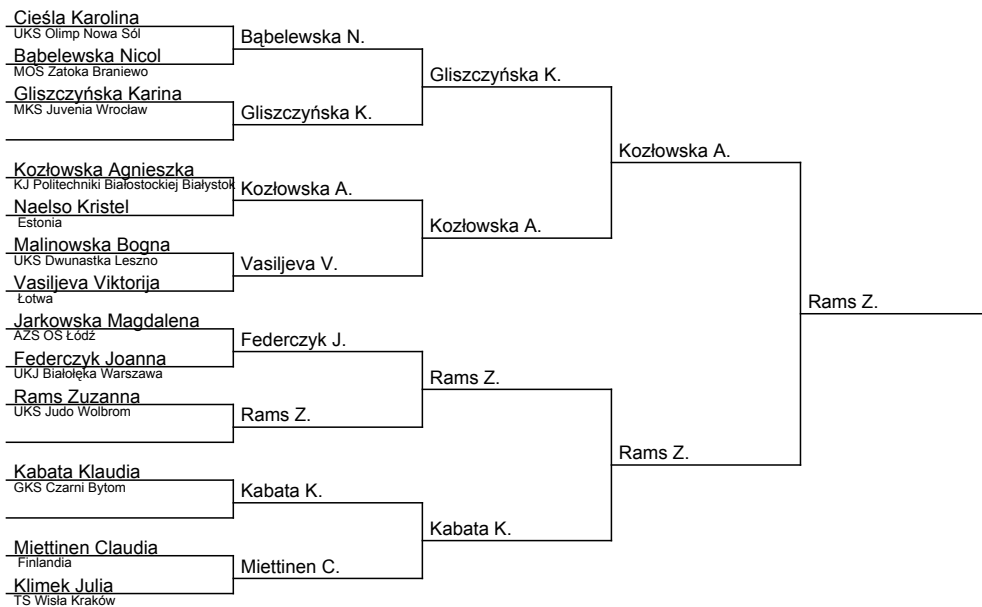 Cieśla Karolina
UKS Olimp Nowa Sól
Bąbelewska Nicol
MOS Zatoka Braniewo
Gliszczyńska Karina
MKS Juvenia Wrocław
Kozłowska Agnieszka
KJ Politechniki Białostockiej Białystok
Naelso Kristel
Estonia
Malinowska Bogna
UKS Dwunastka Leszno
Vasiljeva Viktorija
Łotwa
Jarkowska Magdalena
AZS OŚ Łódź
Federczyk Joanna
UKJ Białołęka Warszawa
Rams Zuzanna
UKS Judo Wolbrom
Kabata Klaudia
GKS Czarni Bytom
Miettinen Claudia
Finlandia
Klimek Julia
TS Wisła Kraków
Bąbelewska N.
Gliszczyńska K.
Kozłowska A.
Vasiljeva V.
Federczyk J.
Rams Z.
Kabata K.
Miettinen C.
Gliszczyńska K.
Kozłowska A.
Rams Z.
Kabata K.
Kozłowska A.
Rams Z.
Rams Z.